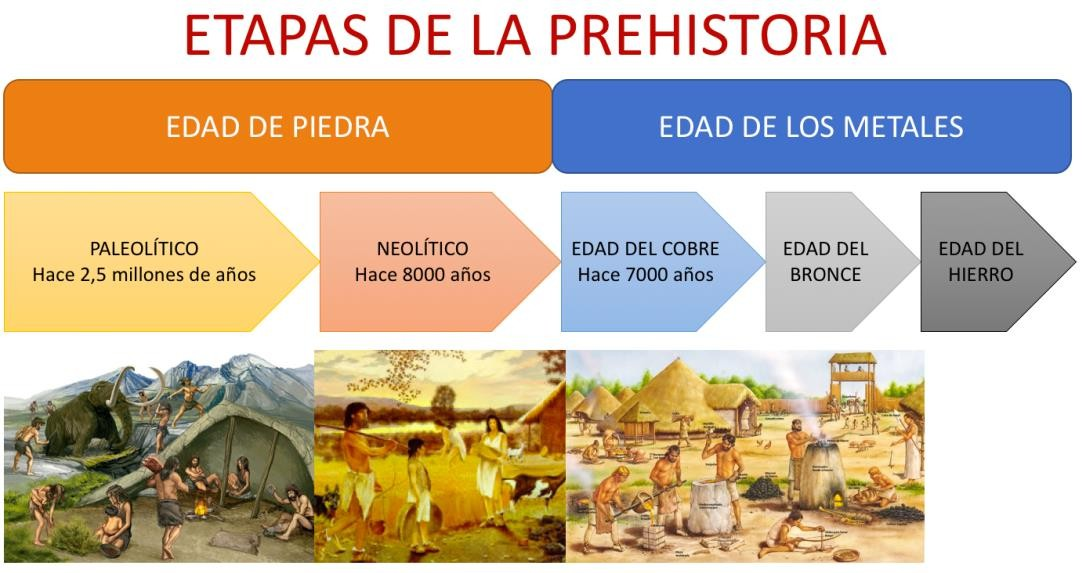 ETAPAS DE LA PREHISTORIA
EDAD DE PIEDRA
EDAD DE LOS METALES
PALEOLÍTICO
Hace 2,5 millones de años
NEOLÍTICO
Hace 8000 años
EDAD DEL COBRE
Hace 7000 años
EDAD DEL
BRONCE
EDAD DEL
HIERRO